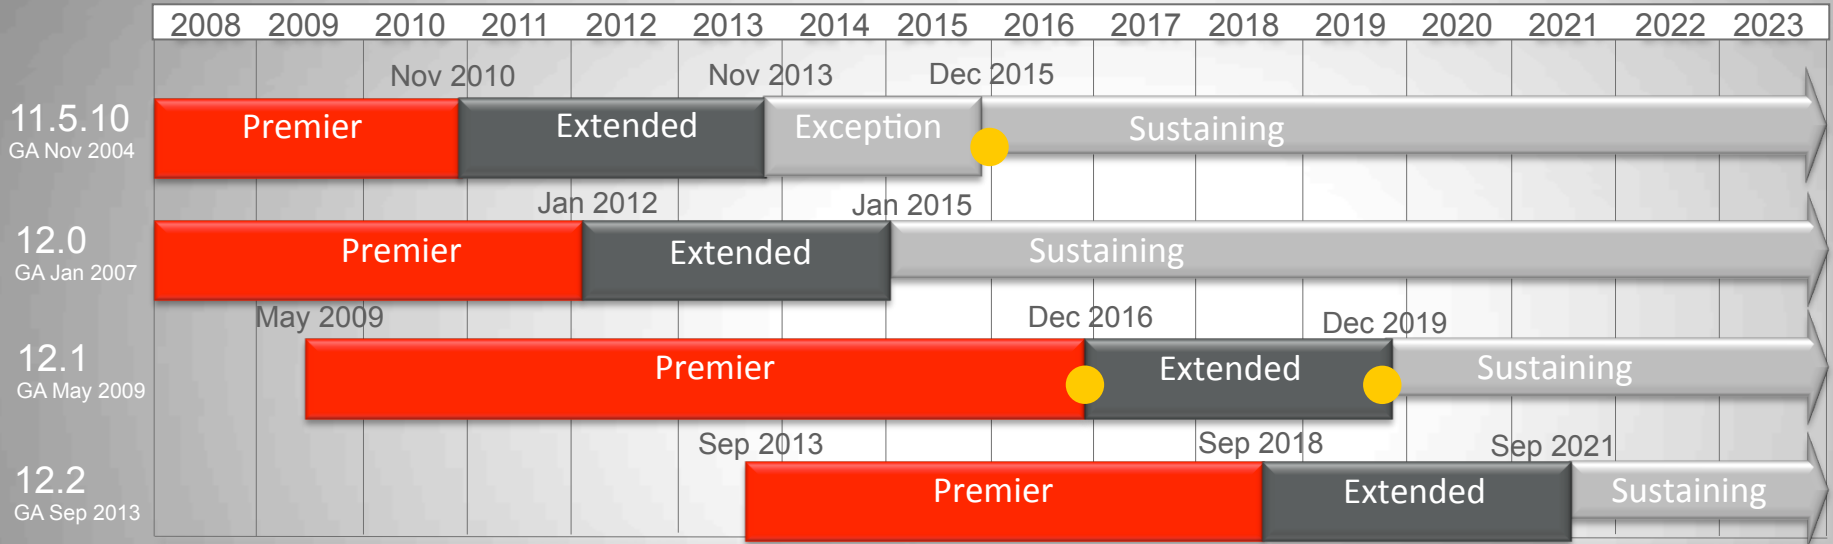 2008 2009 2010 2011 2012 2013 2014 2015 2016 2017 2018 2019 2020 2021 2022 2023
Nov 2010 Nov 2013 Dec 2015
11.5.10
GA Nov 2004
Premier Extended Exception Sustaining
Jan 2012 Jan 2015
12.0
GA Jan 2007
Premier Extended Sustaining
May 2009 Dec 2016 Dec 2019
12.1
GA May 2009
Premier Extended Sustaining
Sep 2013 Sep 2018 Sep 2021
12.2
GA Sep 2013
Premier Extended Sustaining